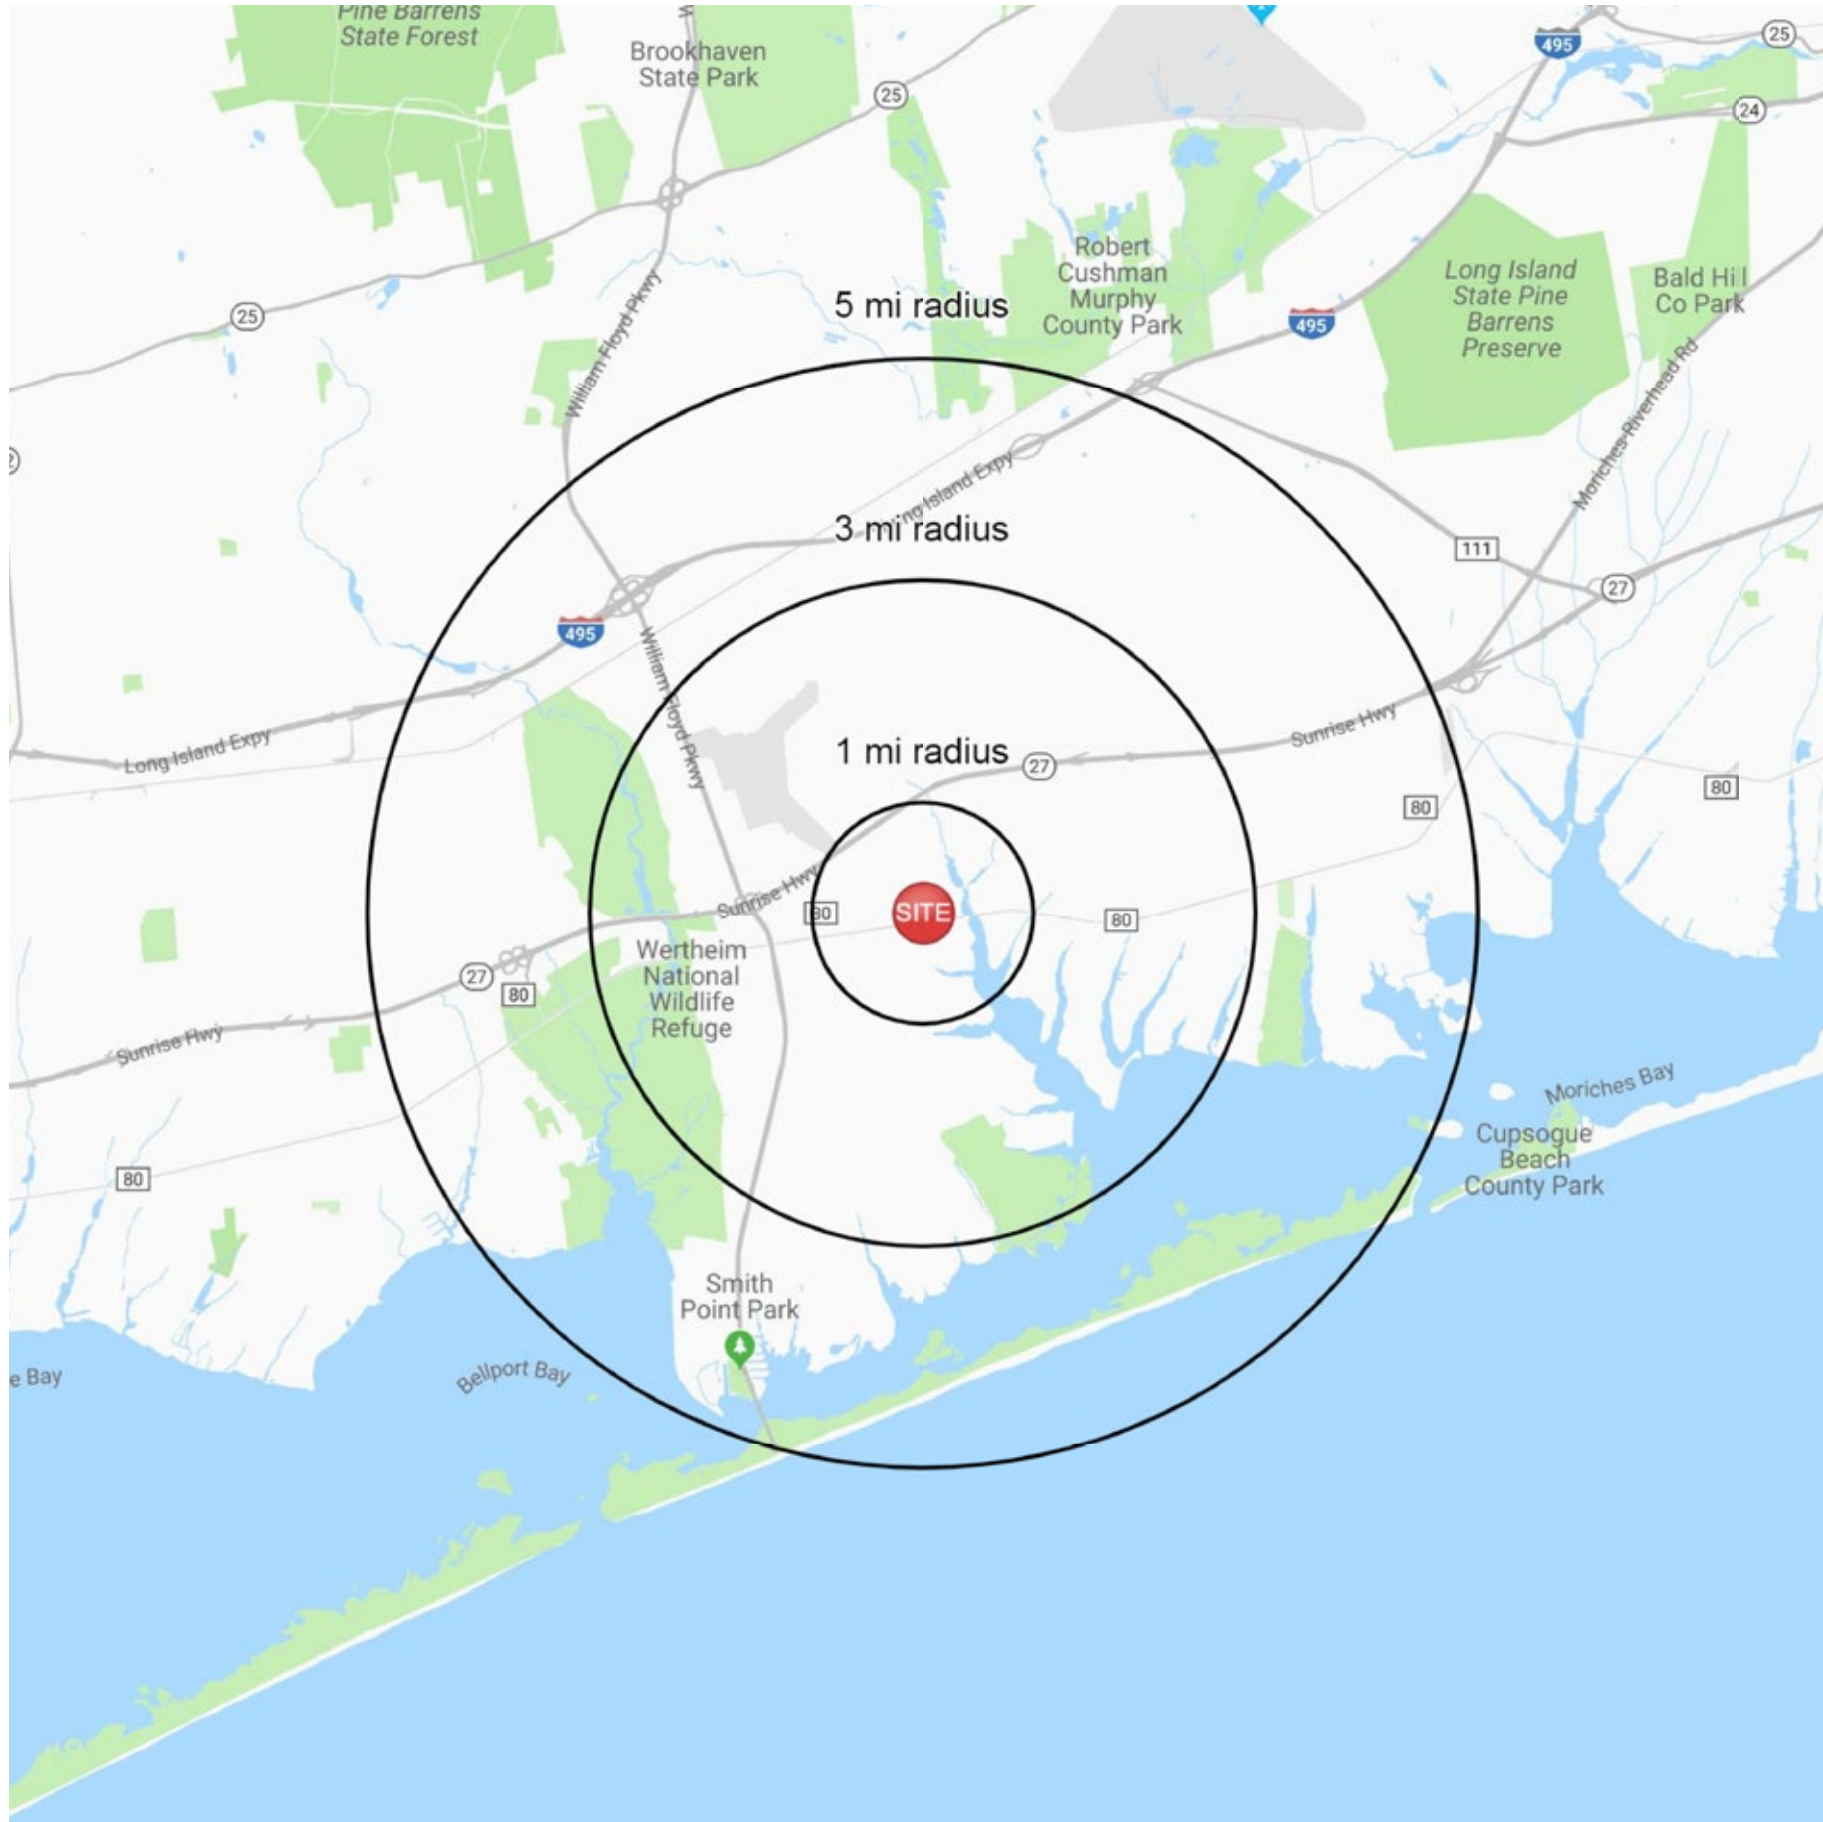 Pine Barrens
State Forest
W
Brookhaven
State Park
25
495
25
24
Robert
Cushman
Murphy
County Park
Long Island
State Pine
Barrens
Preserve
Bald Hill
Co Park
5 mi radius
25
495
William Floyd Pkwy
Moriches-Riverhead Rd
Long Island Expy
3 mi radius
111
27
495
William Floyd Pkwy
Long Island Expy
1 mi radius
27
Sunrise Hwy
80
80
Sunrise Hwy
80
SITE
80
Wertheim
National
Wildlife
Refuge
27
80
Sunrise Hwy
Moriches Bay
Cupsogue
Beach
County Park
80
Smith
Point Park
e Bay
Bellport Bay